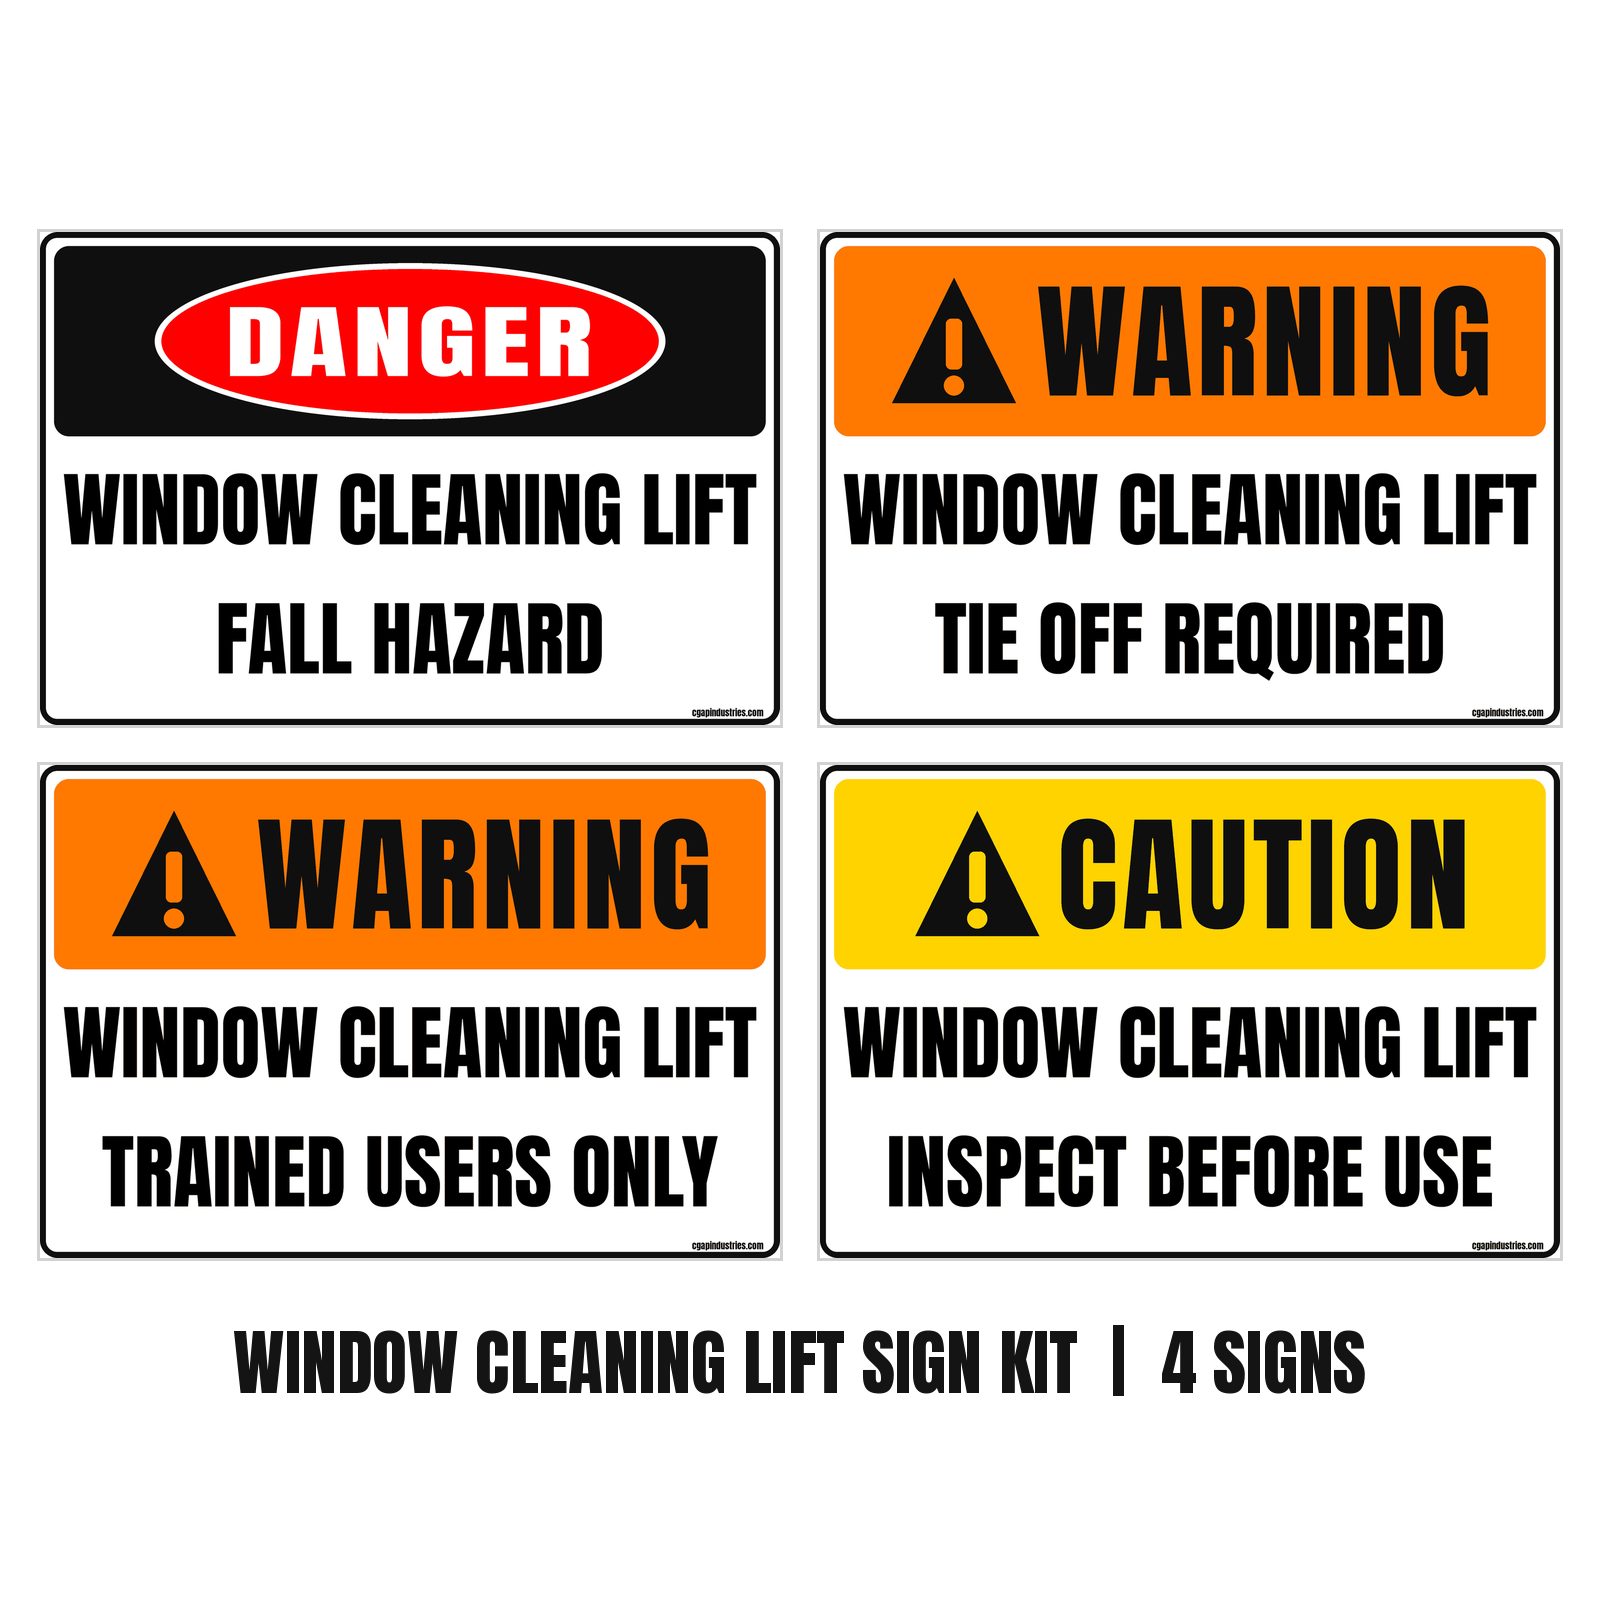 DANGER
WINDOW CLEANING LIFT
FALL HAZARD
cgapindustries.com
WARNING
WINDOW CLEANING LIFT
TIE OFF REQUIRED
cgapindustries.com
WARNING
WINDOW CLEANING LIFT
TRAINED USERS ONLY
cgapindustries.com
CAUTION
WINDOW CLEANING LIFT
INSPECT BEFORE USE
cgapindustries.com
WINDOW CLEANING LIFT SIGN KIT | 4 SIGNS